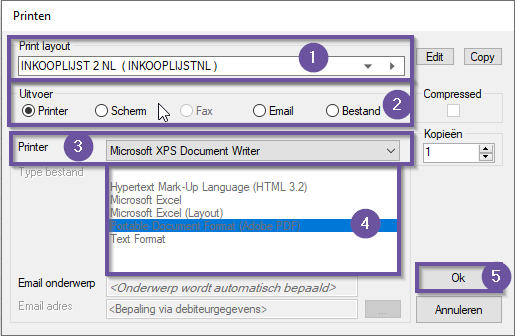 Printen
Print layout
INKOOPLIJST 2 NL ( INKOOPLIJSTNL )
1
Edit
Copy
Uitvoer
Printer
Scherm
Fax
Email
Bestand
2
Compressed
Printer
3
Microsoft XPS Document Writer
Kopieën
1
Type bestand
Hypertext Mark-Up Language (HTML 3.2)
Microsoft Excel
Microsoft Excel (Layout)
Portable Document Format (Adobe PDF)
Text Format
4
Email onderwerp
<Onderwerp wordt automatisch bepaald>
Ok
5
Email adres
<Bepaling via debiteurgegevens>
...
Annuleren